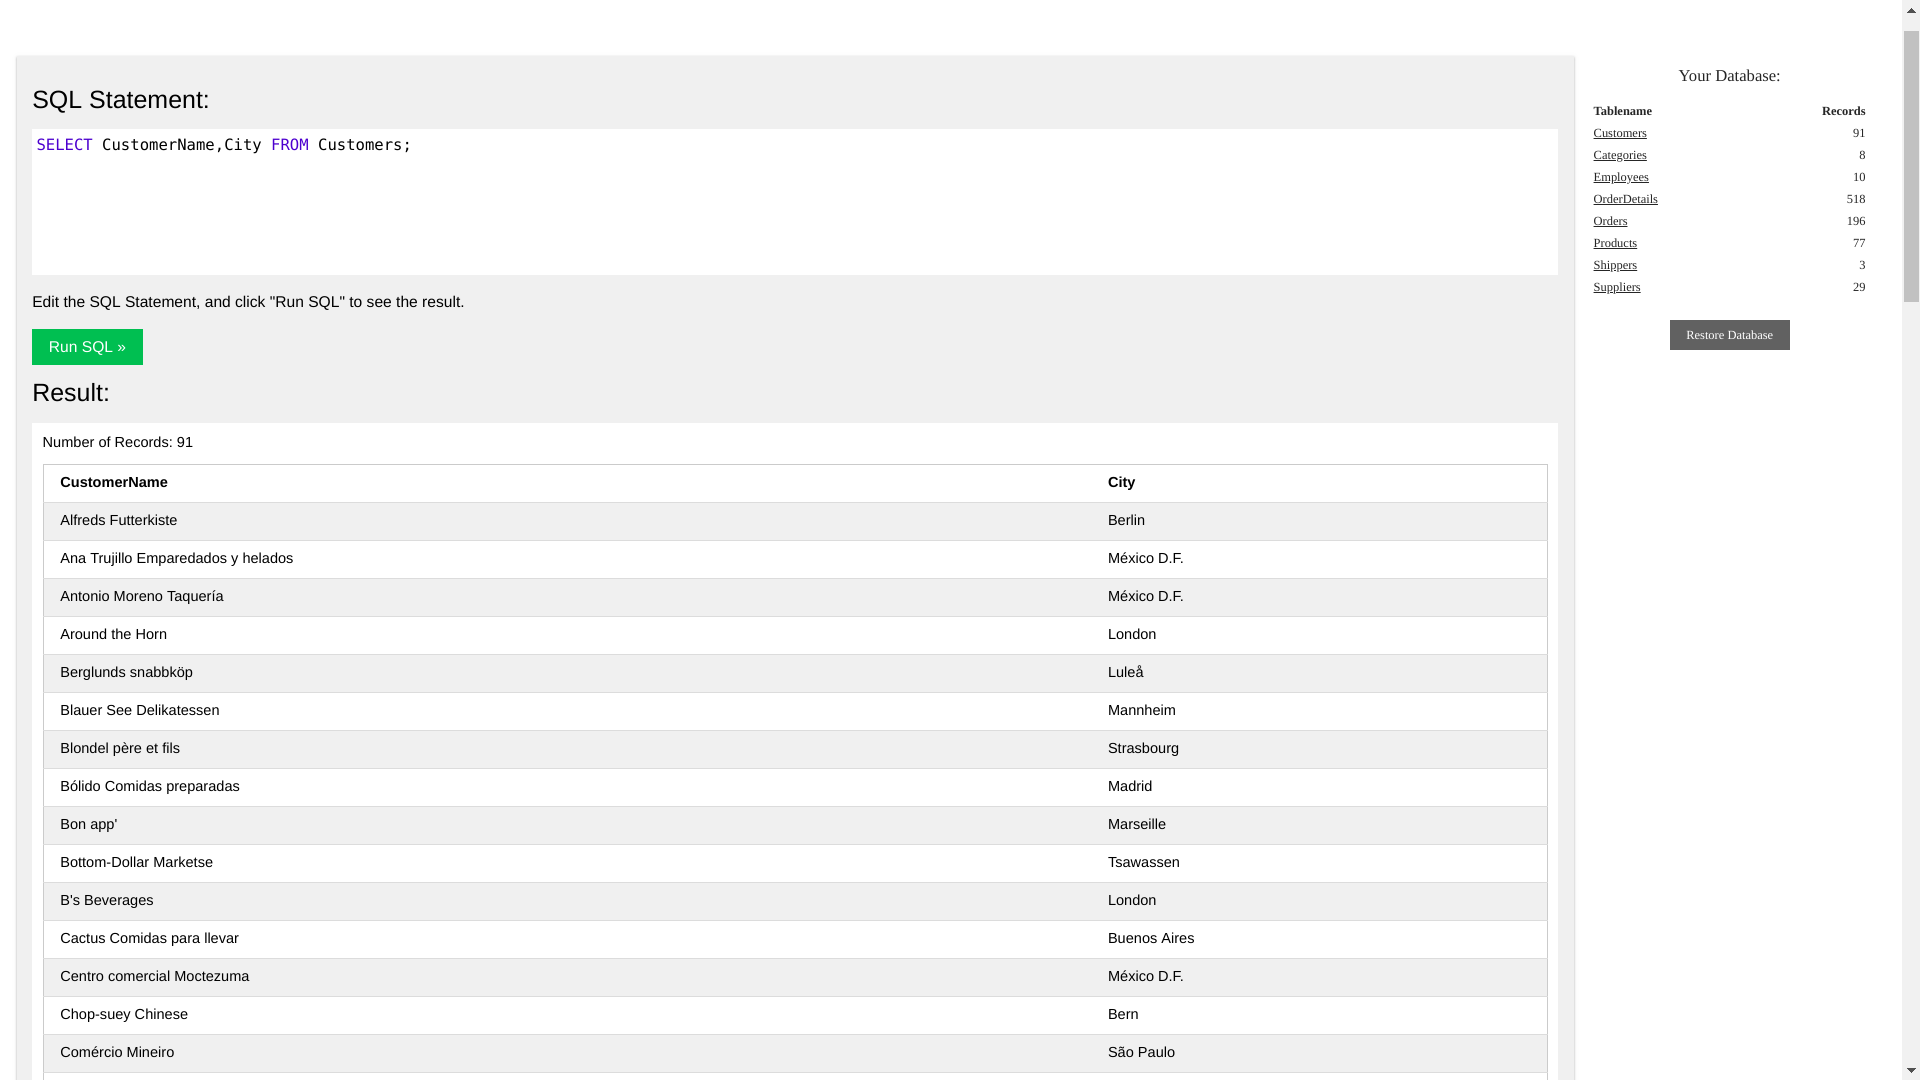 SQL Statement:
SELECT CustomerName,City FROM Customers;
Edit the SQL Statement, and click "Run SQL" to see the result.
Run SQL »
Result:
Number of Records: 91
CustomerName City
Alfreds Futterkiste Berlin
Ana Trujillo Emparedados y helados México D.F.
Antonio Moreno Taquería México D.F.
Around the Horn London
Berglunds snabbköp Luleå
Blauer See Delikatessen Mannheim
Blondel père et fils Strasbourg
Bólido Comidas preparadas Madrid
Bon app' Marseille
Bottom-Dollar Marketse Tsawassen
B's Beverages London
Cactus Comidas para llevar Buenos Aires
Centro comercial Moctezuma México D.F.
Chop-suey Chinese Bern
Comércio Mineiro São Paulo
Your Database:
Tablename Records
Customers 91
Categories 8
Employees 10
OrderDetails 518
Orders 196
Products 77
Shippers 3
Suppliers 29
Restore Database